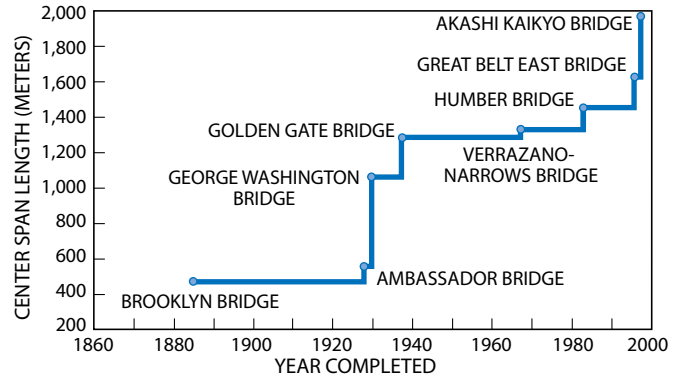 2,000
1,800
1,600
1,400
1,200
1,000
800
600
400
200
CENTER SPAN LENGTH (METERS)
AKASHI KAIKYO BRIDGE
GREAT BELT EAST BRIDGE
HUMBER BRIDGE
GOLDEN GATE BRIDGE
VERRAZANO-
NARROWS BRIDGE
GEORGE WASHINGTON
BRIDGE
AMBASSADOR BRIDGE
BROOKLYN BRIDGE
1860 1880 1900 1920 1940 1960 1980 2000
YEAR COMPLETED